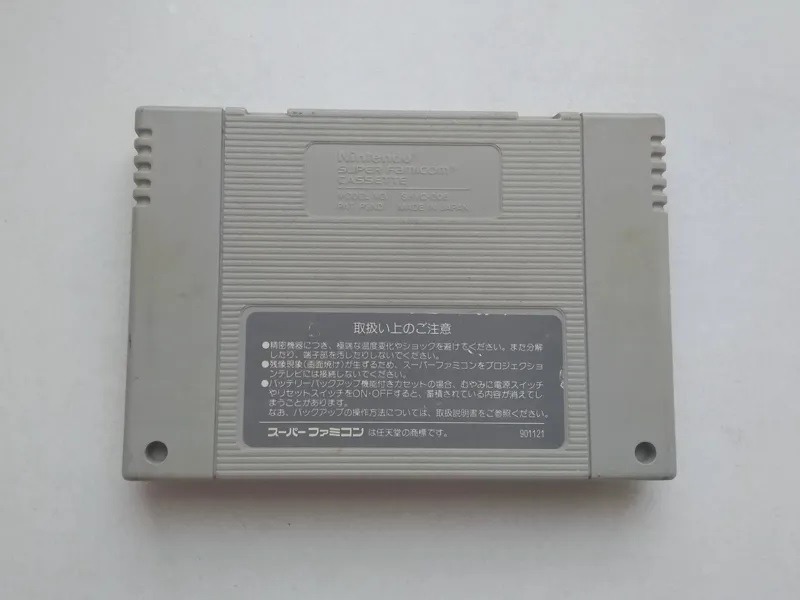 Nintendo
SUPER FAMICOM
CASSETTE
MODEL NO. SHVC-006
PAT. PEND. MADE IN JAPAN
取扱い上のご注意
●精密機器につき、極端な温度変化やショックを避けてください。また分解
したり、端子部を汚したりしないでください。
●残像現象(画面焼け)が生ずるため、スーパーファミコンをプロジェクショ
ンテレビには接続しないでください。
●バッテリーバックアップ機能付きカセットの場合、むやみに電源スイッチ
やリセットスイッチをON・OFFすると、蓄積されている内容が消えてし
まうことがあります。
なお、バックアップの操作方法については、取扱説明書をご参照ください。
スーパーファミコン は任天堂の商標です。 901121